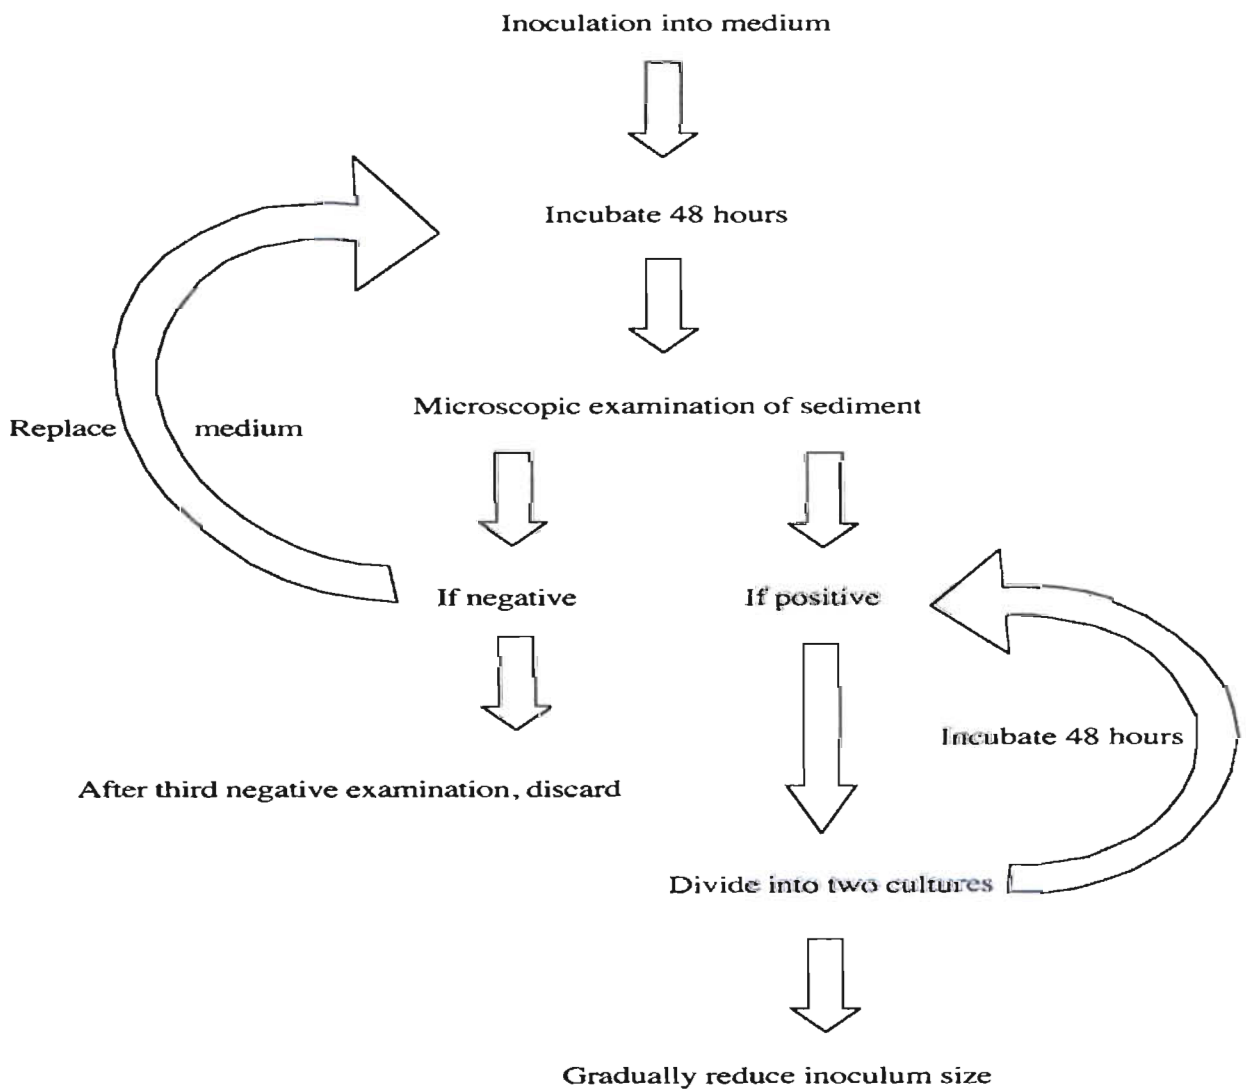 Inoculation into medium
Incubate 48 hours
Microscopic examination of sediment
Replace medium
If negative
If positive
Incubate 48 hours
After third negative examination, discard
Divide into two cultures
Gradually reduce inoculum size